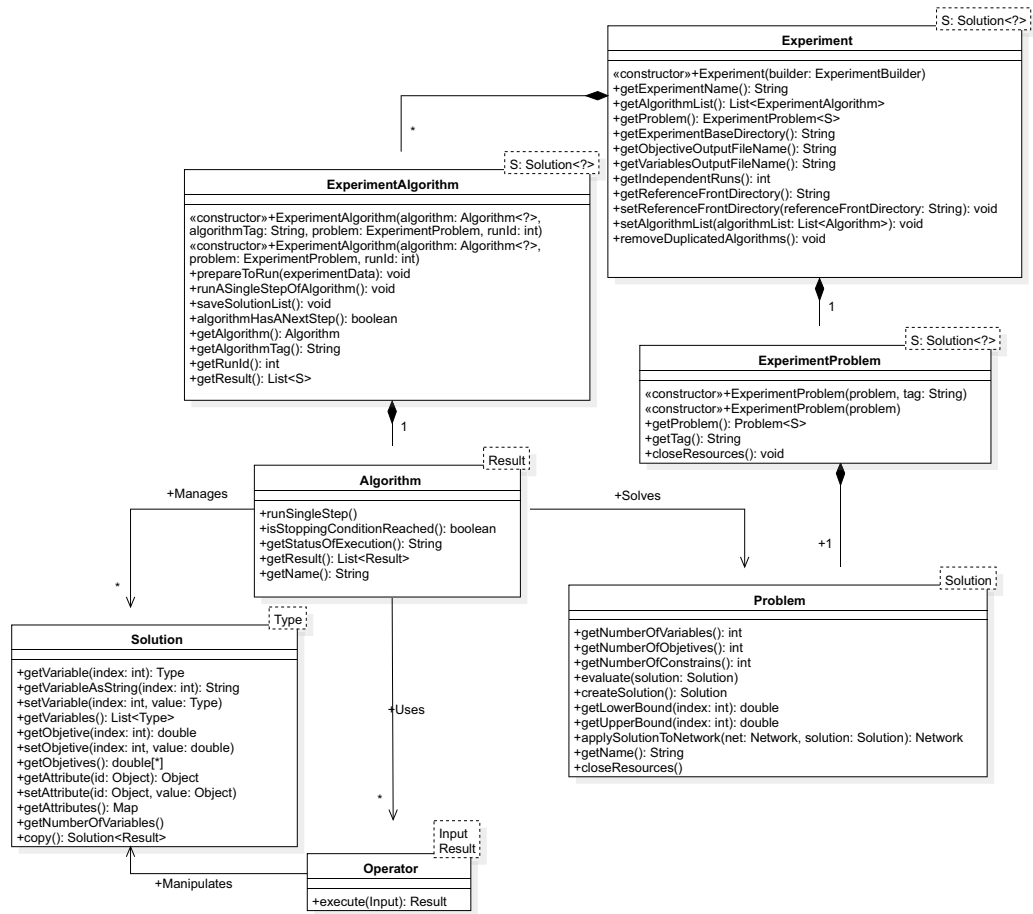 S: Solution<?>
Experiment
«constructor»+Experiment(builder: ExperimentBuilder)
+getExperimentName(): String
+getAlgorithmList(): List<ExperimentAlgorithm>
+getProblem(): ExperimentProblem<S>
+getExperimentBaseDirectory(): String
+getObjectiveOutputFileName(): String
+getVariablesOutputFileName(): String
+getIndependentRuns(): int
+getReferenceFrontDirectory(): String
+setReferenceFrontDirectory(referenceFrontDirectory: String): void
+setAlgorithmList(algorithmList: List<Algorithm>): void
+removeDuplicatedAlgorithms(): void
*
S: Solution<?>
ExperimentAlgorithm
«constructor»+ExperimentAlgorithm(algorithm: Algorithm<?>,
algorithmTag: String, problem: ExperimentProblem, runId: int)
«constructor»+ExperimentAlgorithm(algorithm: Algorithm<?>,
problem: ExperimentProblem, runId: int)
+prepareToRun(experimentData): void
+runASingleStepOfAlgorithm(): void
+saveSolutionList(): void
+algorithmHasANextStep(): boolean
+getAlgorithm(): Algorithm
+getAlgorithmTag(): String
+getRunId(): int
+getResult(): List<S>
1
S: Solution<?>
ExperimentProblem
«constructor»+ExperimentProblem(problem, tag: String)
«constructor»+ExperimentProblem(problem)
+getProblem(): Problem<S>
+getTag(): String
+closeResources(): void
1
Result
Algorithm
+runSingleStep()
+isStoppingConditionReached(): boolean
+getStatusOfExecution(): String
+getResult(): List<Result>
+getName(): String
+Manages
*
+Solves
+1
Solution
Problem
+getNumberOfVariables(): int
+getNumberOfObjetives(): int
+getNumberOfConstrains(): int
+evaluate(solution: Solution)
+createSolution(): Solution
+getLowerBound(index: int): double
+getUpperBound(index: int): double
+applySolutionToNetwork(net: Network, solution: Solution): Network
+getName(): String
+closeResources()
Type
Solution
+getVariable(index: int): Type
+getVariableAsString(index: int): String
+setVariable(index: int, value: Type)
+getVariables(): List<Type>
+getObjetive(index: int): double
+setObjetive(index: int, value: double)
+getObjetives(): double[*]
+getAttribute(id: Object): Object
+setAttribute(id: Object, value: Object)
+getAttributes(): Map
+getNumberOfVariables()
+copy(): Solution<Result>
+Uses
*
Input
Result
Operator
+execute(Input): Result
+Manipulates